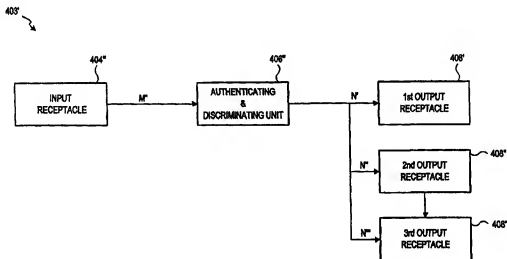 403'
404"
INPUT
RECEPTACLE
M"
406"
AUTHENTICATING
&
DISCRIMINATING UNIT
N'
408'
1st OUTPUT
RECEPTACLE
N"
408"
2nd OUTPUT
RECEPTACLE
N'"
408"
3rd OUTPUT
RECEPTACLE